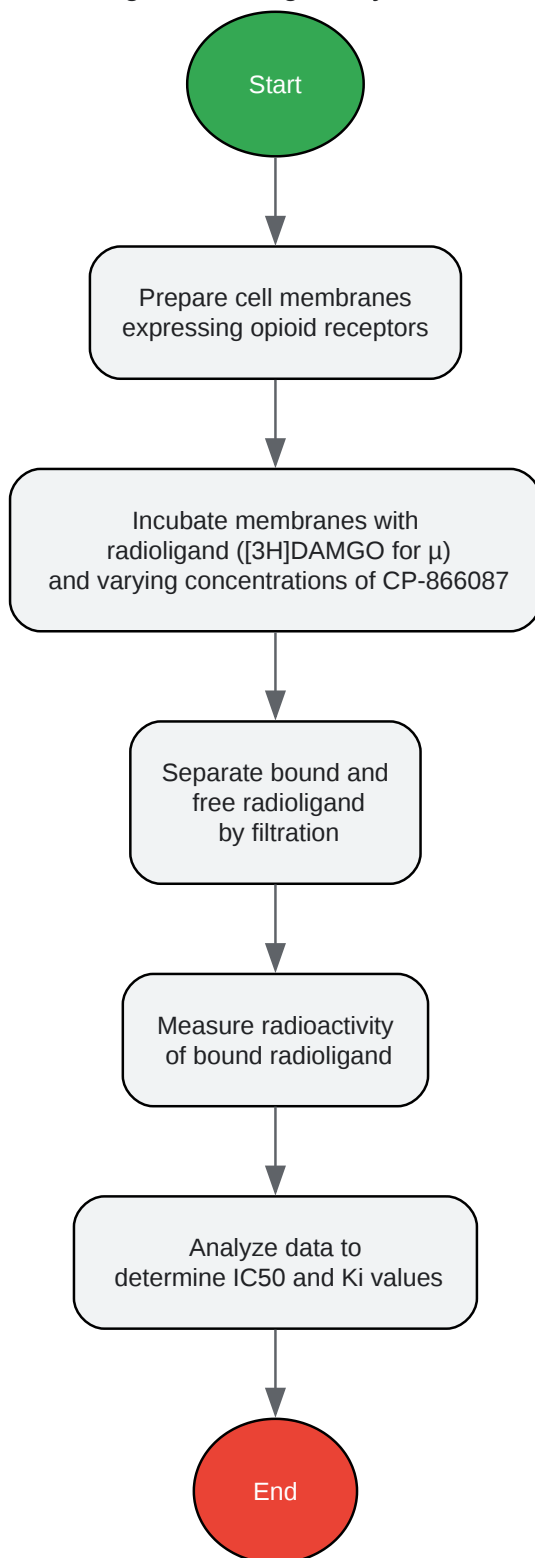 Start
Prepare cell membranes
expressing opioid receptors
Incubate membranes with
radioligand ([3H]DAMGO for µ)
and varying concentrations of CP-866087
Separate bound and
free radioligand
by filtration
Measure radioactivity
of bound radioligand
Analyze data to
determine IC50 and Ki values
End